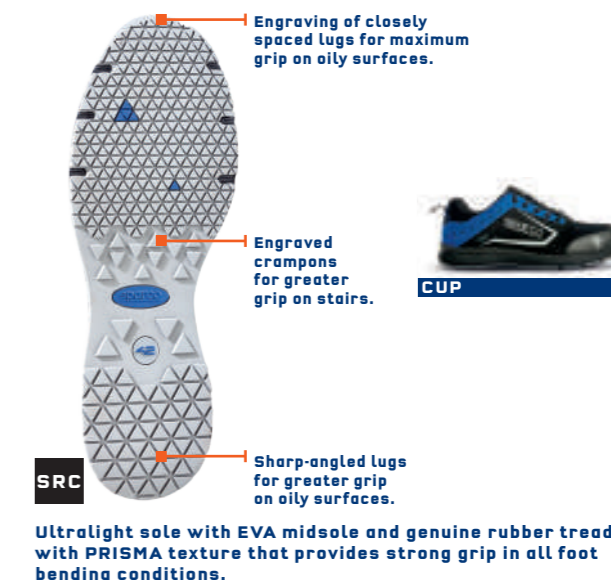 Engraving of closely
spaced lugs for maximum
grip on oily surfaces.
Engraved
crampons
for greater
grip on stairs.
CUP
sparco
42
SRC
Sharp-angled lugs
for greater grip
on oily surfaces.
Ultralight sole with EVA midsole and genuine rubber tread
with PRISMA texture that provides strong grip in all foot
bending conditions.